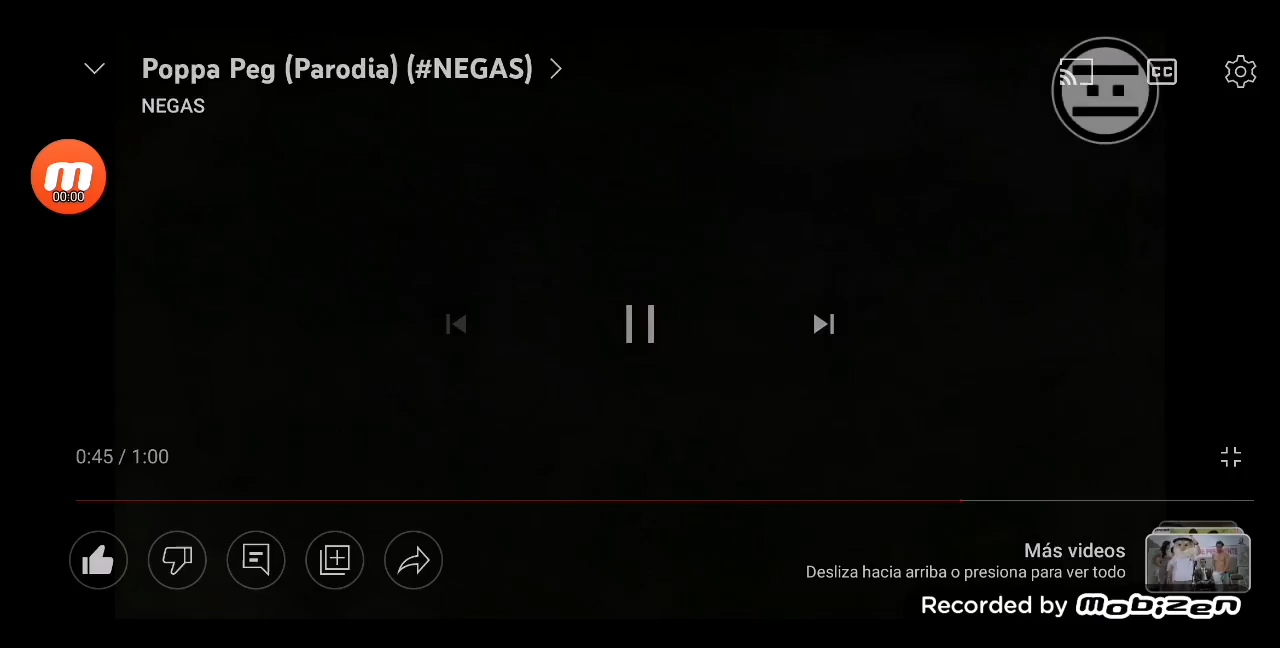 Poppa Peg (Parodia) (#NEGAS)
NEGAS
CC
m
00:00
0:45 / 1:00
Más videos
Desliza hacia arriba o presiona para ver todo
Recorded by mobizen